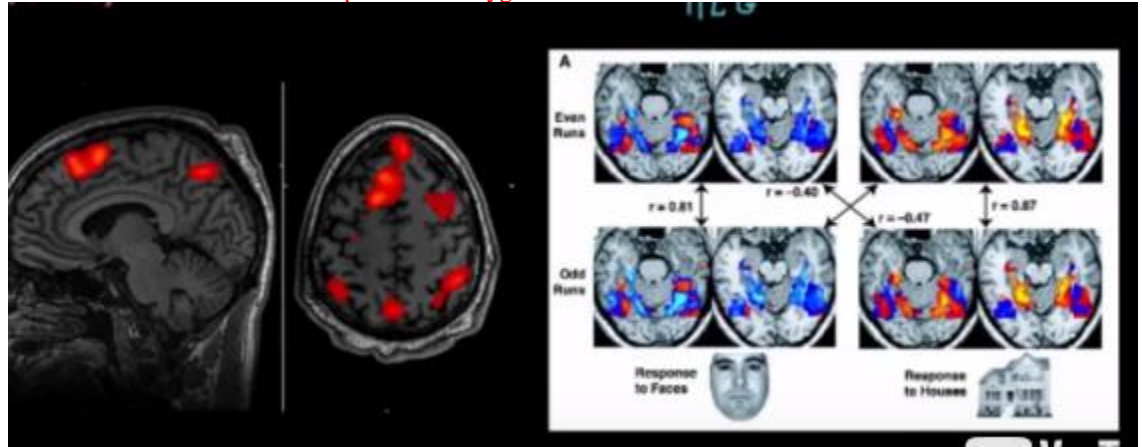 A
Even
Runs
r = 0.81
r = -0.40
r = -0.47
r = 0.87
Odd
Runs
Response
to Faces
Response
to Houses